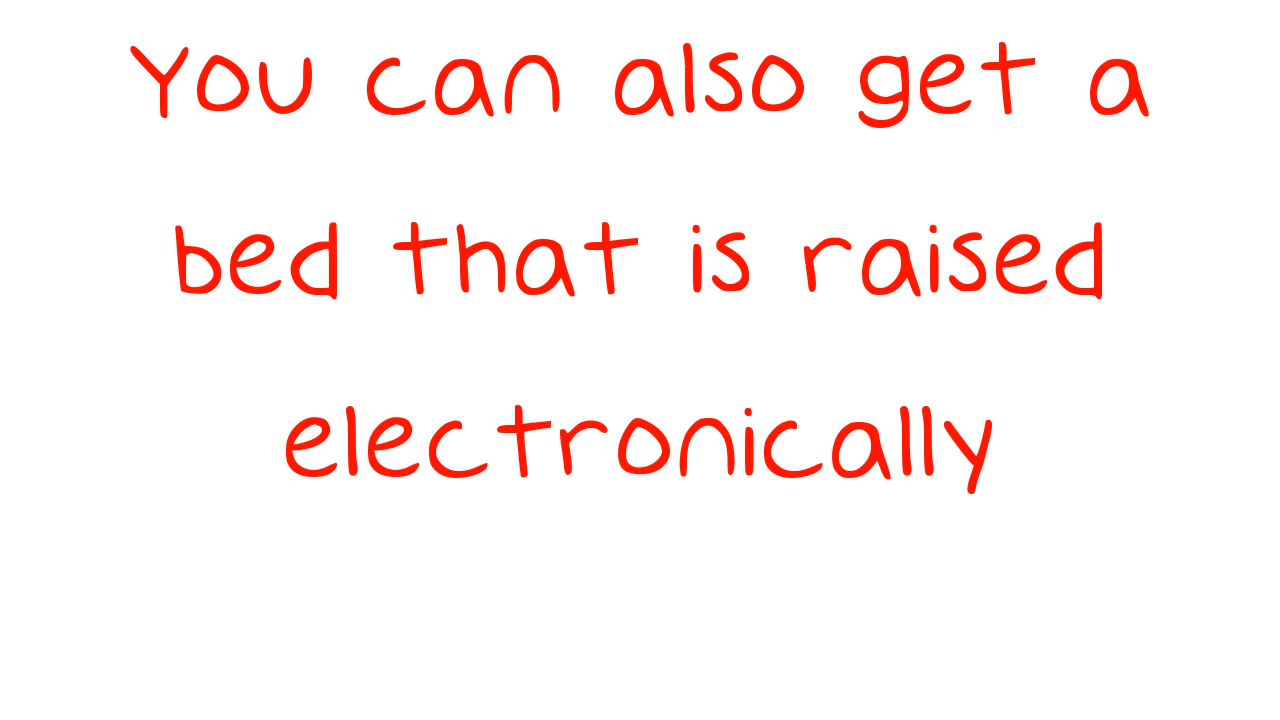 You can also get a
bed that is raised
electronically